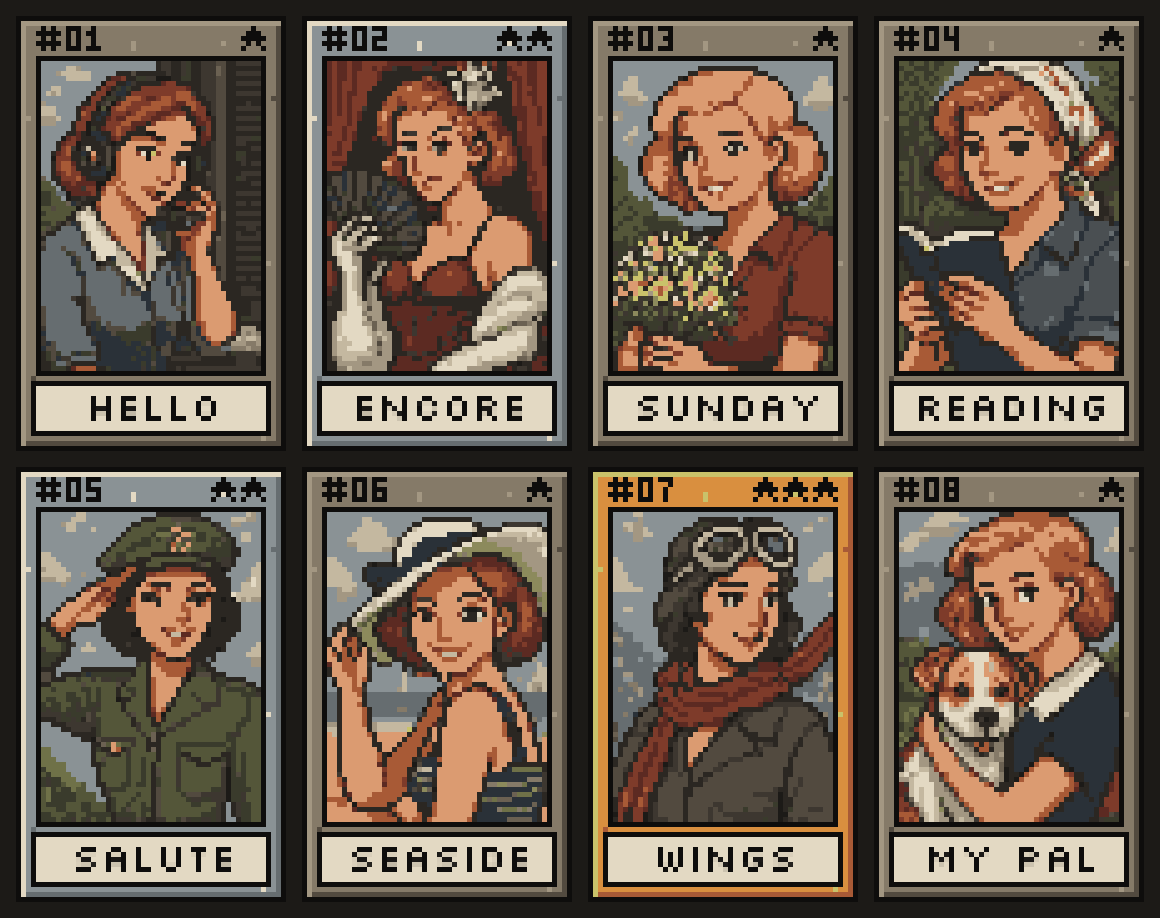 #01
HELLO
#02
ENCORE
#03
SUNDAY
#04
READING
#05
SALUTE
#06
SEASIDE
#07
WINGS
#08
MY PAL